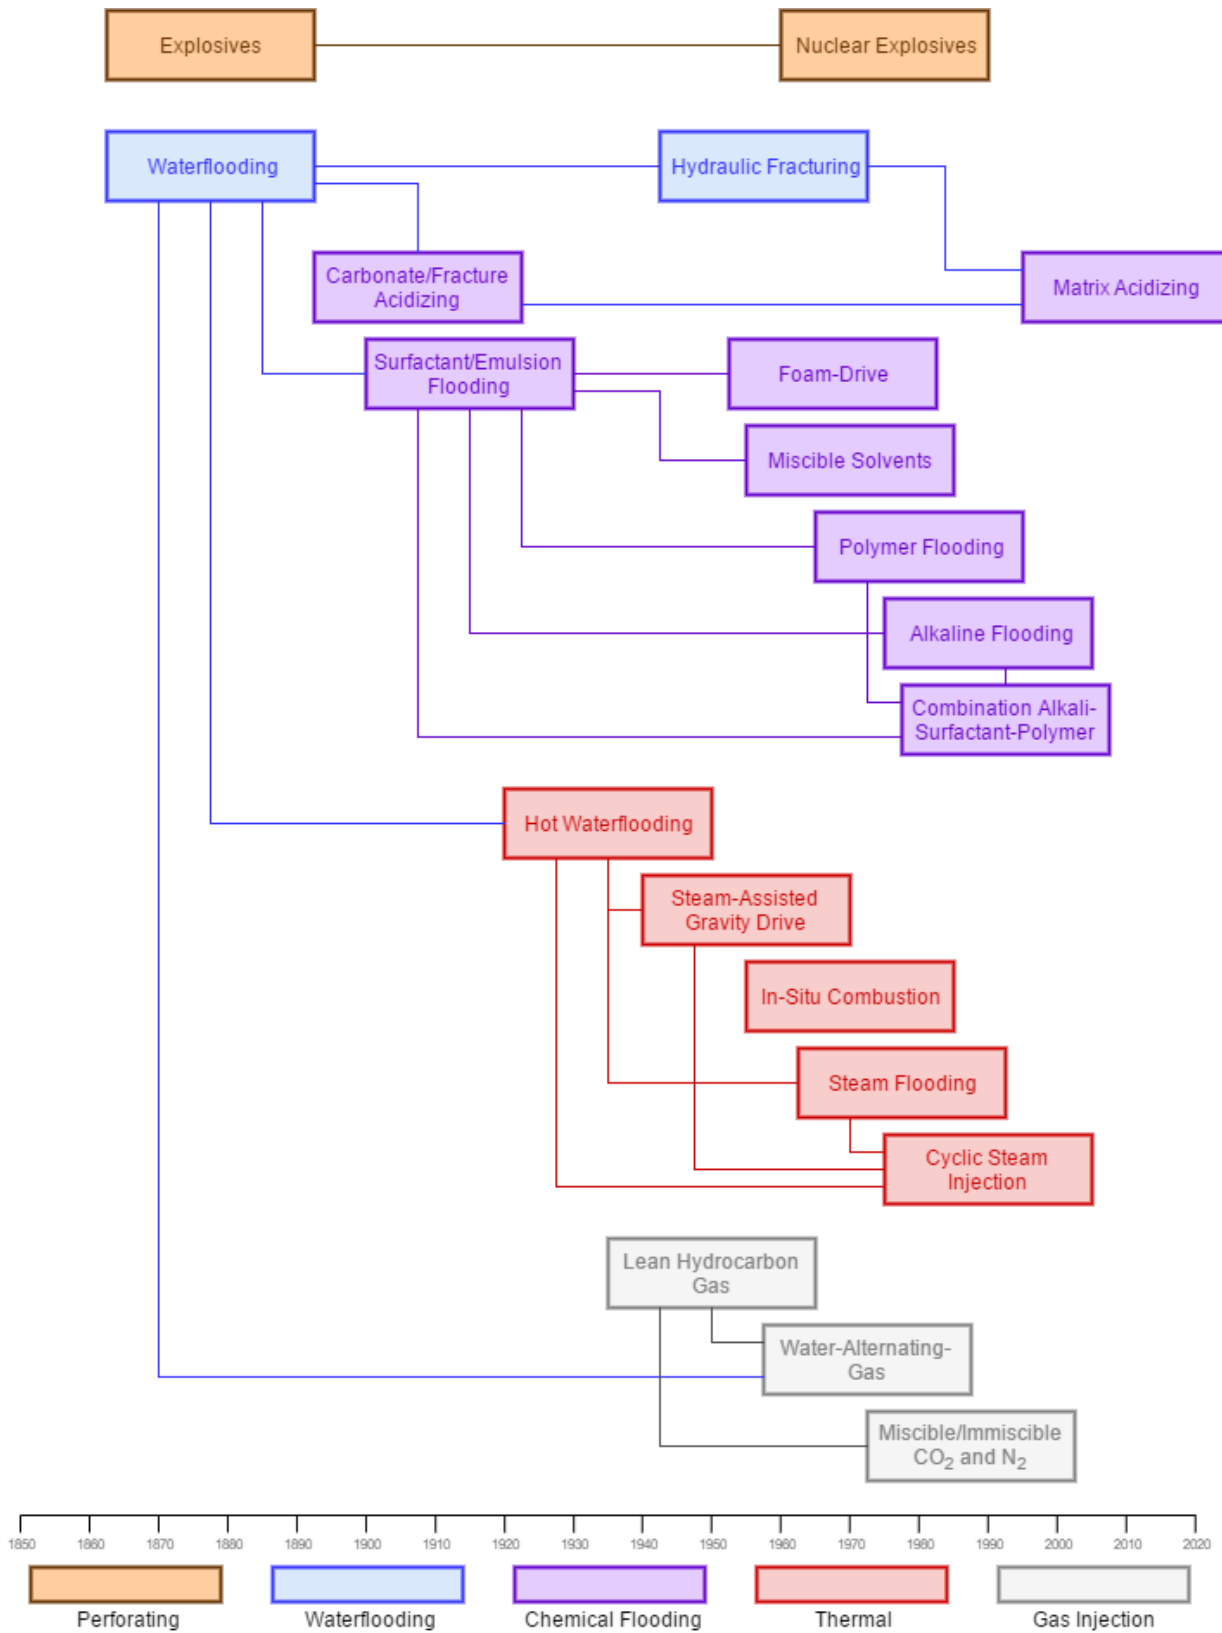 Explosives
Nuclear Explosives
Waterflooding
Hydraulic Fracturing
Carbonate/Fracture
Acidizing
Matrix Acidizing
Surfactant/Emulsion
Flooding
Foam-Drive
Miscible Solvents
Polymer Flooding
Alkaline Flooding
Combination Alkali-
Surfactant-Polymer
Hot Waterflooding
Steam-Assisted
Gravity Drive
In-Situ Combustion
Steam Flooding
Cyclic Steam
Injection
Lean Hydrocarbon
Gas
Water-Alternating-
Gas
Miscible/Immiscible
CO₂ and N₂
1850 1860 1870 1880 1890 1900 1910 1920 1930 1940 1950 1960 1970 1980 1990 2000 2010 2020
Perforating Waterflooding Chemical Flooding Thermal Gas Injection